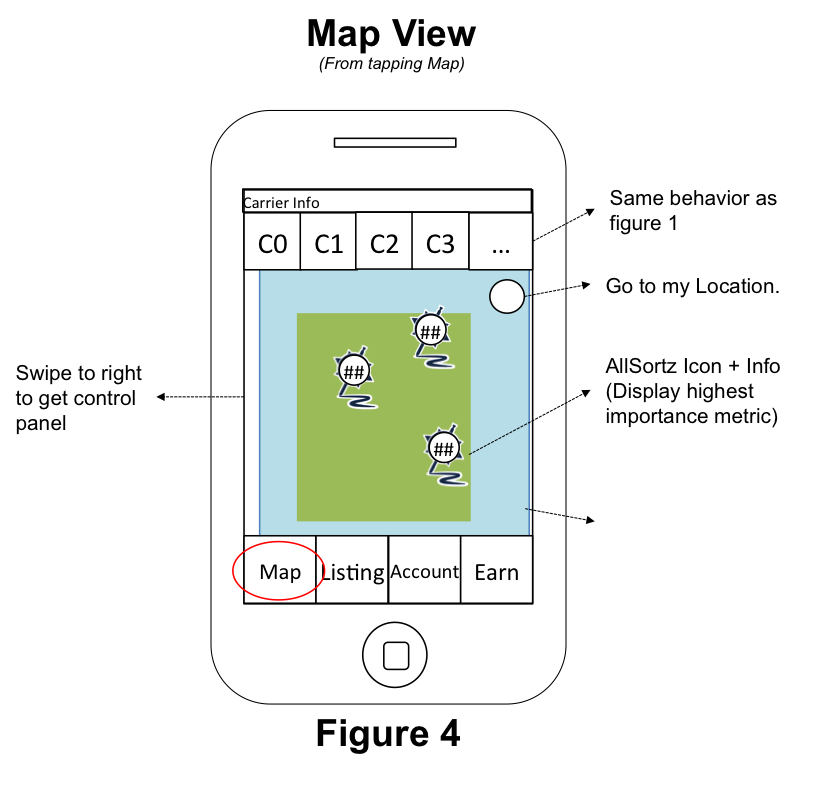 Map View
(From tapping Map)
Carrier Info
C0 C1 C2 C3 ...
Same behavior as
figure 1
Go to my Location.
##
##
##
AllSortz Icon + Info
(Display highest
importance metric)
Swipe to right
to get control
panel
Map Listing Account Earn
Figure 4